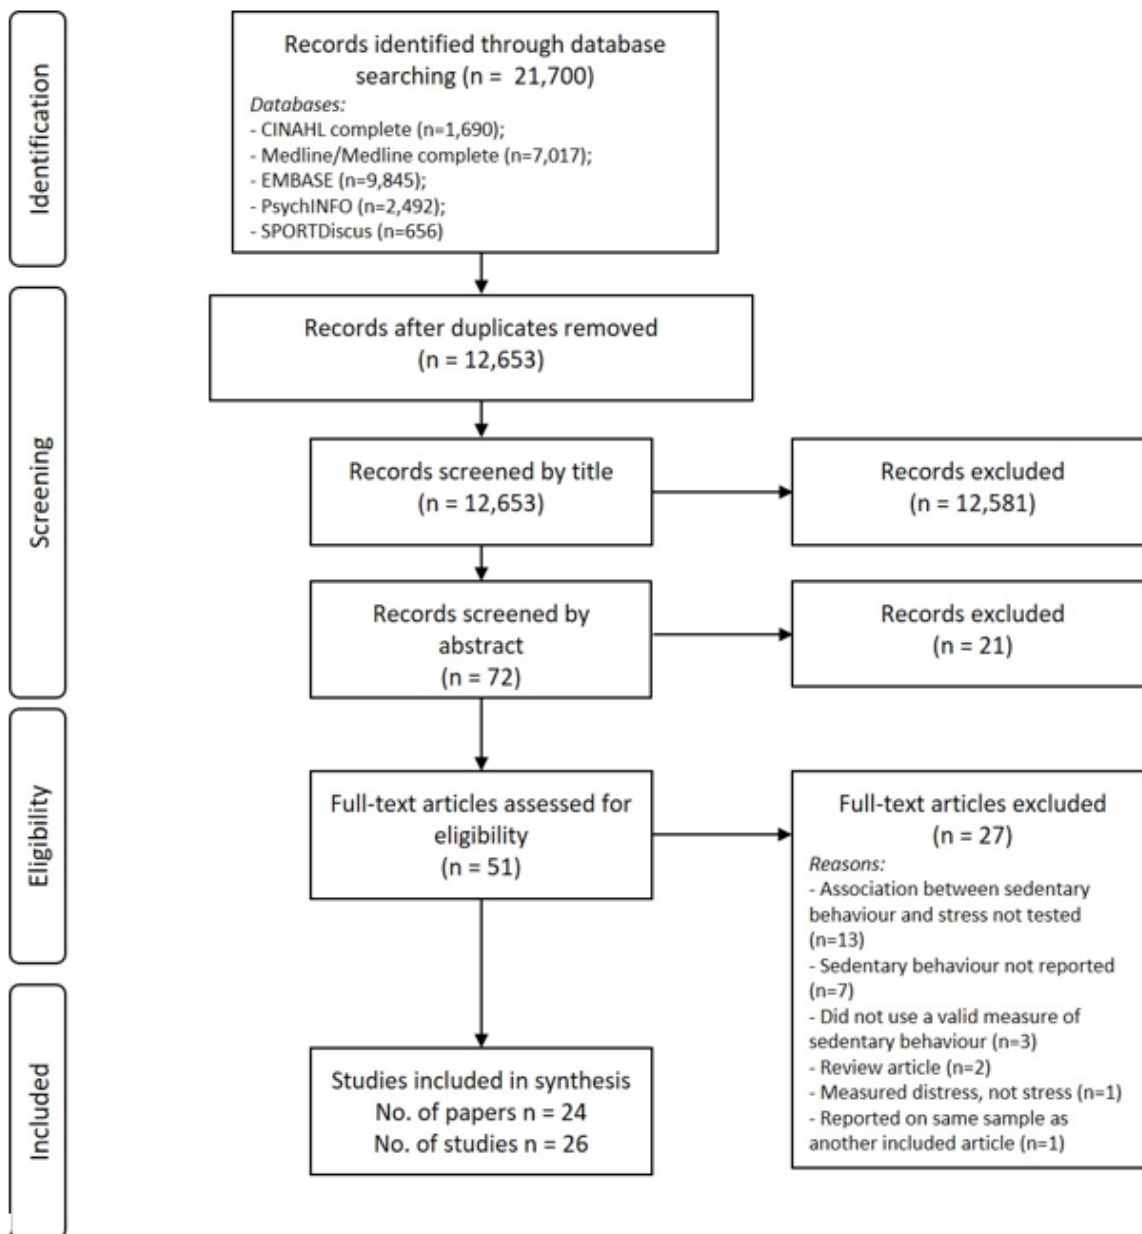 Identification
Records identified through database
searching (n = 21,700)
Databases:
- CINAHL complete (n=1,690);
- Medline/Medline complete (n=7,017);
- EMBASE (n=9,845);
- PsychINFO (n=2,492);
- SPORTDiscus (n=656)
Screening
Records after duplicates removed
(n = 12,653)
Records screened by title
(n = 12,653)
Records excluded
(n = 12,581)
Records screened by
abstract
(n = 72)
Records excluded
(n = 21)
Eligibility
Full-text articles assessed for
eligibility
(n = 51)
Full-text articles excluded
(n = 27)
Reasons:
- Association between sedentary
behaviour and stress not tested
(n=13)
- Sedentary behaviour not reported
(n=7)
- Did not use a valid measure of
sedentary behaviour (n=3)
- Review article (n=2)
- Measured distress, not stress (n=1)
- Reported on same sample as
another included article (n=1)
Included
Studies included in synthesis
No. of papers n = 24
No. of studies n = 26